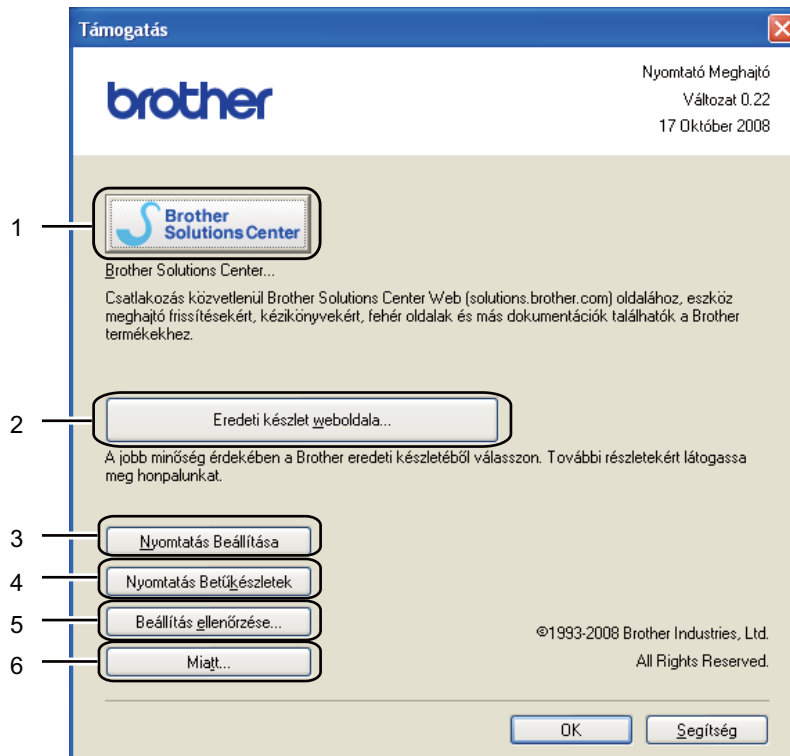 Támogatás
brother
Nyomtató Meghajtó
Változat 0.22
17 Október 2008
1
Brother
Solutions Center
Brother Solutions Center...
Csatlakozás közvetlenül Brother Solutions Center Web (solutions.brother.com) oldalához, eszköz
meghajtó frissítésekért, kézikönyvekért, fehér oldalak és más dokumentációk találhatók a Brother
termékekhez.
2
Eredeti készlet weboldala...
A jobb minőség érdekében a Brother eredeti készletéből válasszon. További részletekért látogassa
meg honpalunkat.
3
Nyomtatás Beállítása
4
Nyomtatás Betűkészletek
5
Beállítás ellenőrzése...
6
Miatt...
©1993-2008 Brother Industries, Ltd.
All Rights Reserved.
OK
Segítség